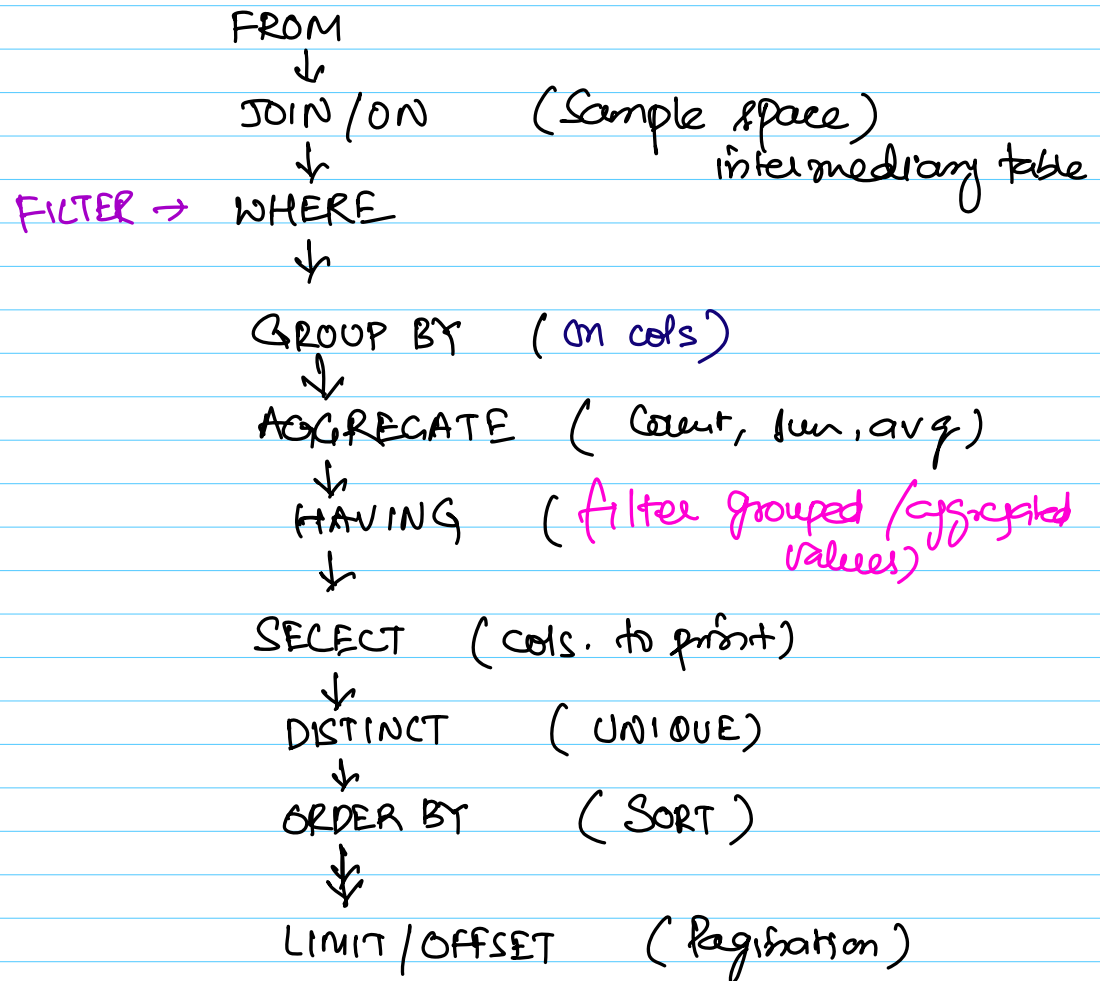 FROM
↓
JOIN / ON (Sample space)
intermediary table
↓
FILTER → WHERE
↓
GROUP BY (on cols)
↓
AGGREGATE (Count, sum, avg)
↓
HAVING (filter grouped / aggregated
values)
↓
SELECT (cols. to print)
↓
DISTINCT (UNIQUE)
↓
ORDER BY (SORT)
↓
LIMIT / OFFSET (Pagination)